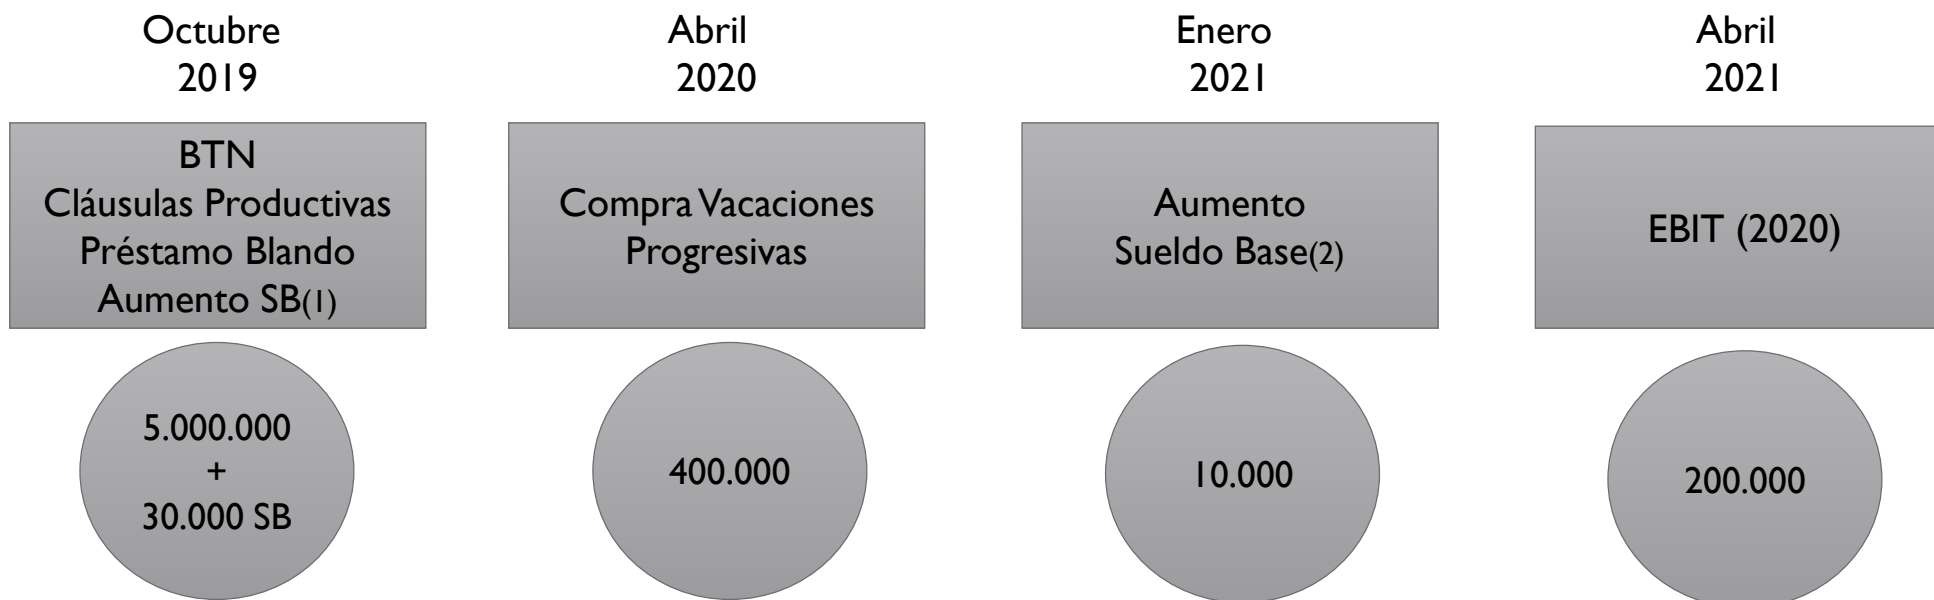 Octubre
2019
Abril
2020
Enero
2021
Abril
2021
BTN
Cláusulas Productivas
Préstamo Blando
Aumento SB(1)
Compra Vacaciones
Progresivas
Aumento
Sueldo Base(2)
EBIT (2020)
5.000.000
+
30.000 SB
400.000
10.000
200.000